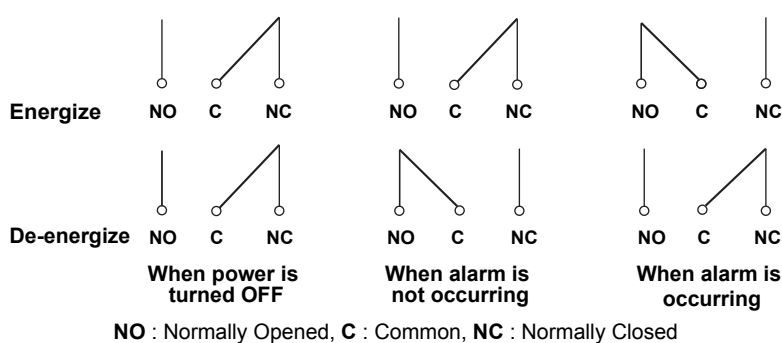 Energize NO C NC NO C NC NO C NC
De-energize NO C NC NO C NC NO C NC
When power is turned OFF
When alarm is not occurring
When alarm is occurring
NO : Normally Opened, C : Common, NC : Normally Closed